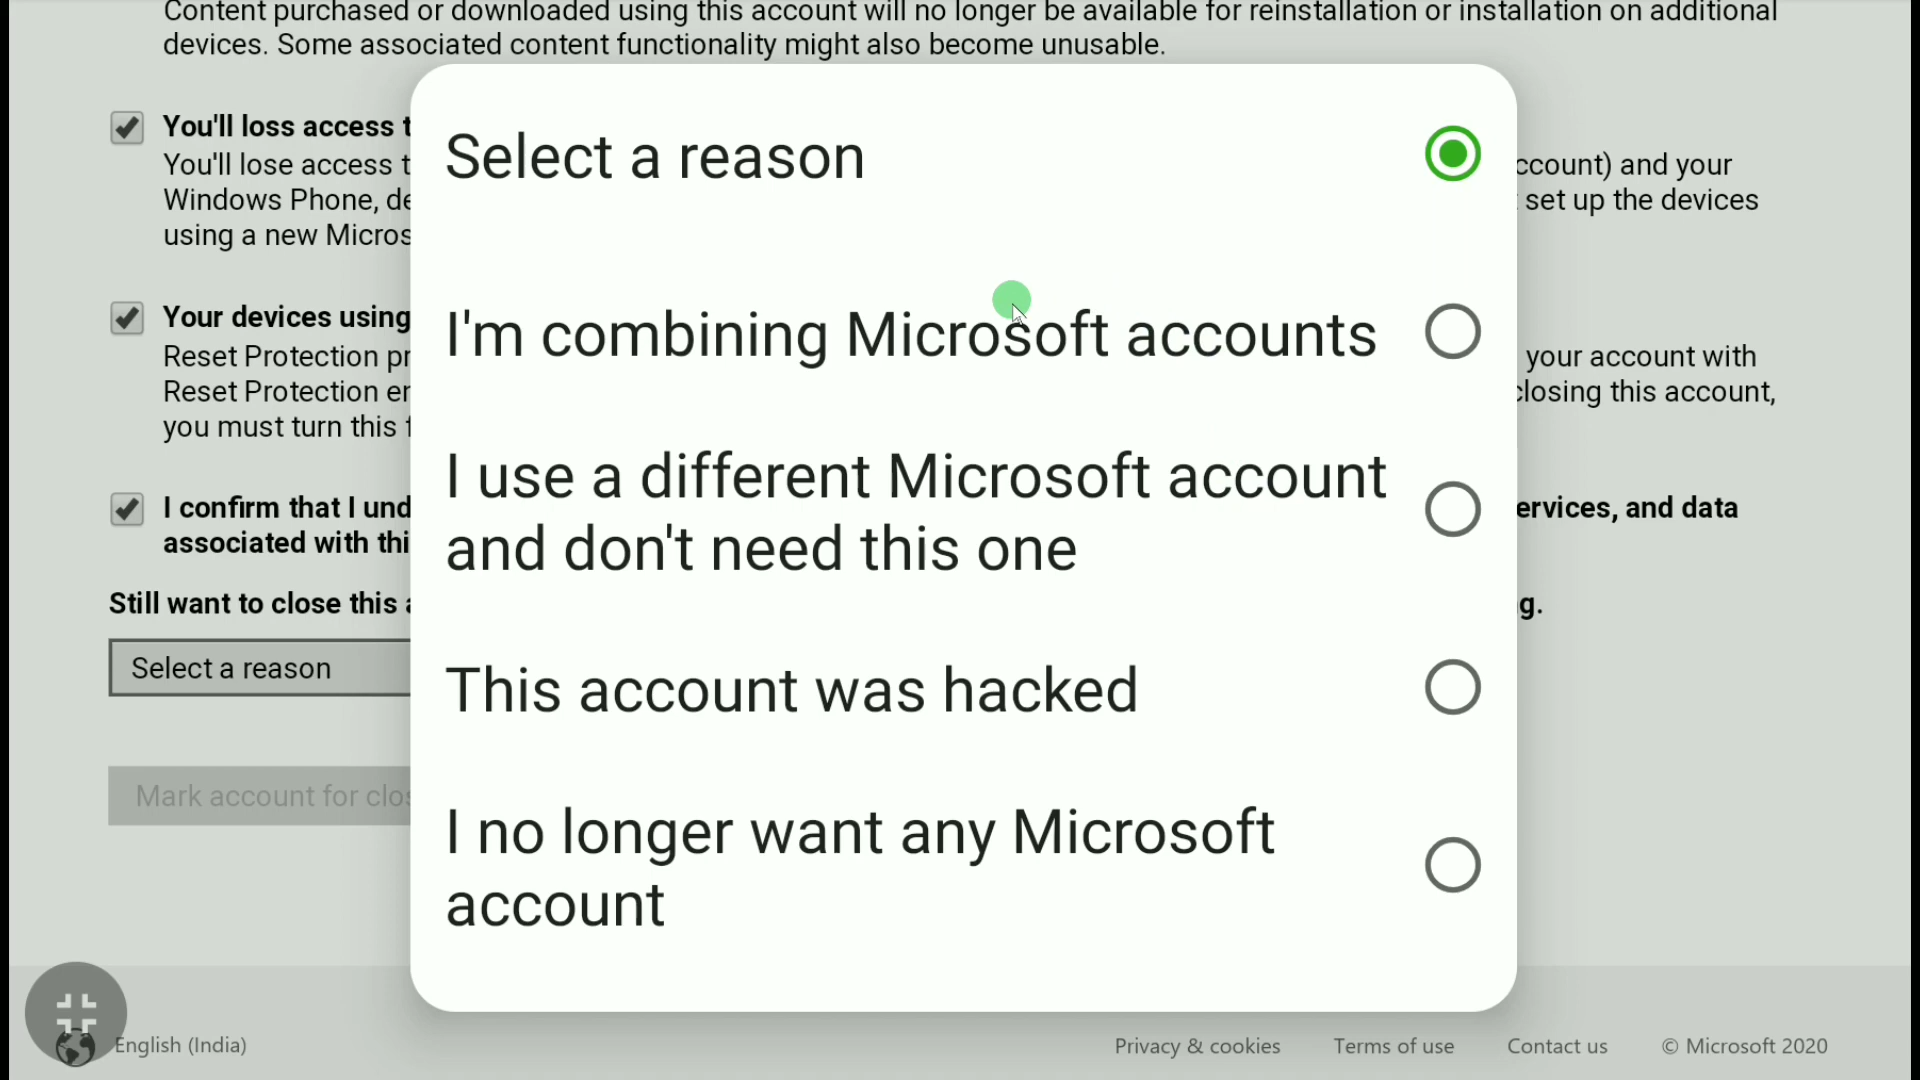 Content purchased or downloaded using this account will no longer be available for reinstallation or installation on additional
devices. Some associated content functionality might also become unusable.
You'll loss access t
You'll lose access t
ccount) and your
Windows Phone, de
set up the devices
using a new Micros
Your devices using
Reset Protection pr
your account with
Reset Protection en
closing this account,
you must turn this f
I confirm that I und
ervices, and data
associated with thi
Still want to close this a
g.
Select a reason
Mark account for clos
Select a reason
I'm combining Microsoft accounts
I use a different Microsoft account
and don't need this one
This account was hacked
I no longer want any Microsoft
account
English (India)
Privacy & cookies
Terms of use
Contact us
© Microsoft 2020